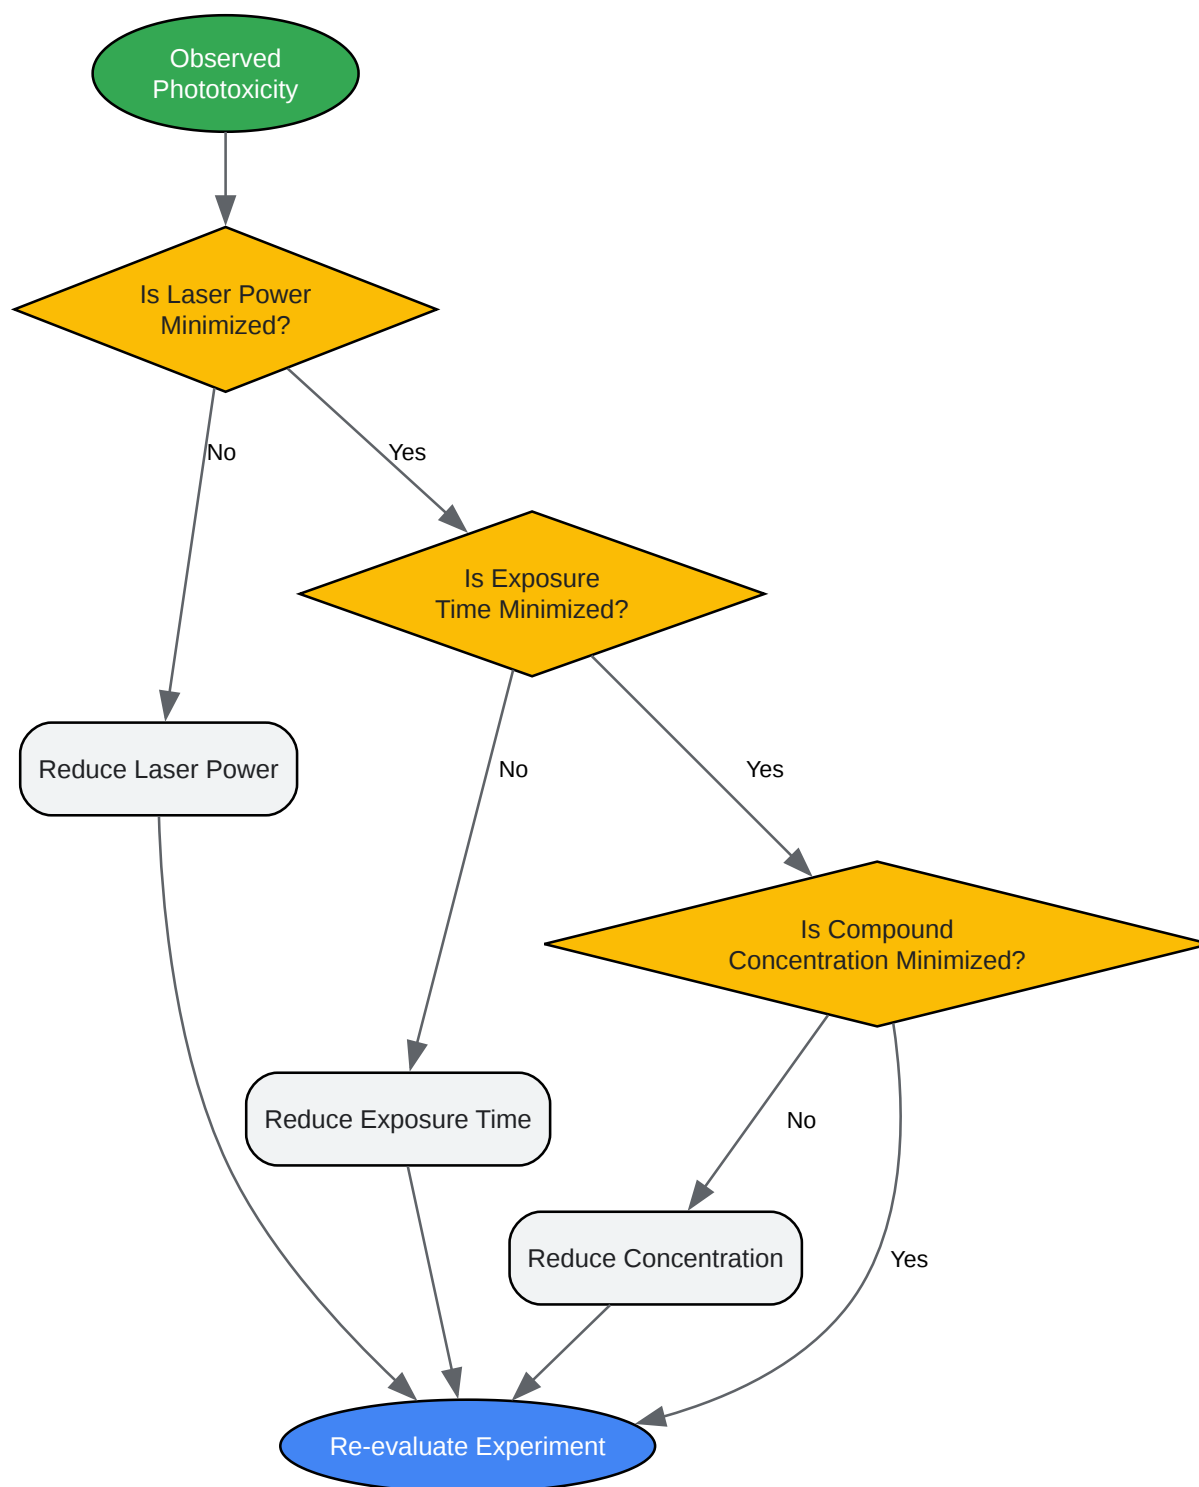 Observed
Phototoxicity
Is Laser Power
Minimized?
No
Yes
Is Exposure
Time Minimized?
Reduce Laser Power
No
Yes
Is Compound
Concentration Minimized?
Reduce Exposure Time
No
Reduce Concentration
Yes
Re-evaluate Experiment